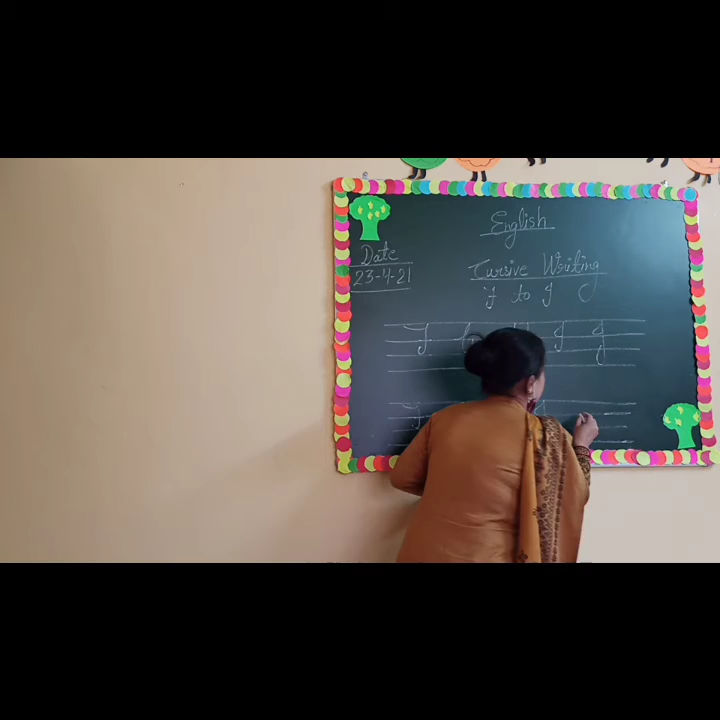 English
Date
23-4-21
Cursive Writing
F to J
F G H I J
F